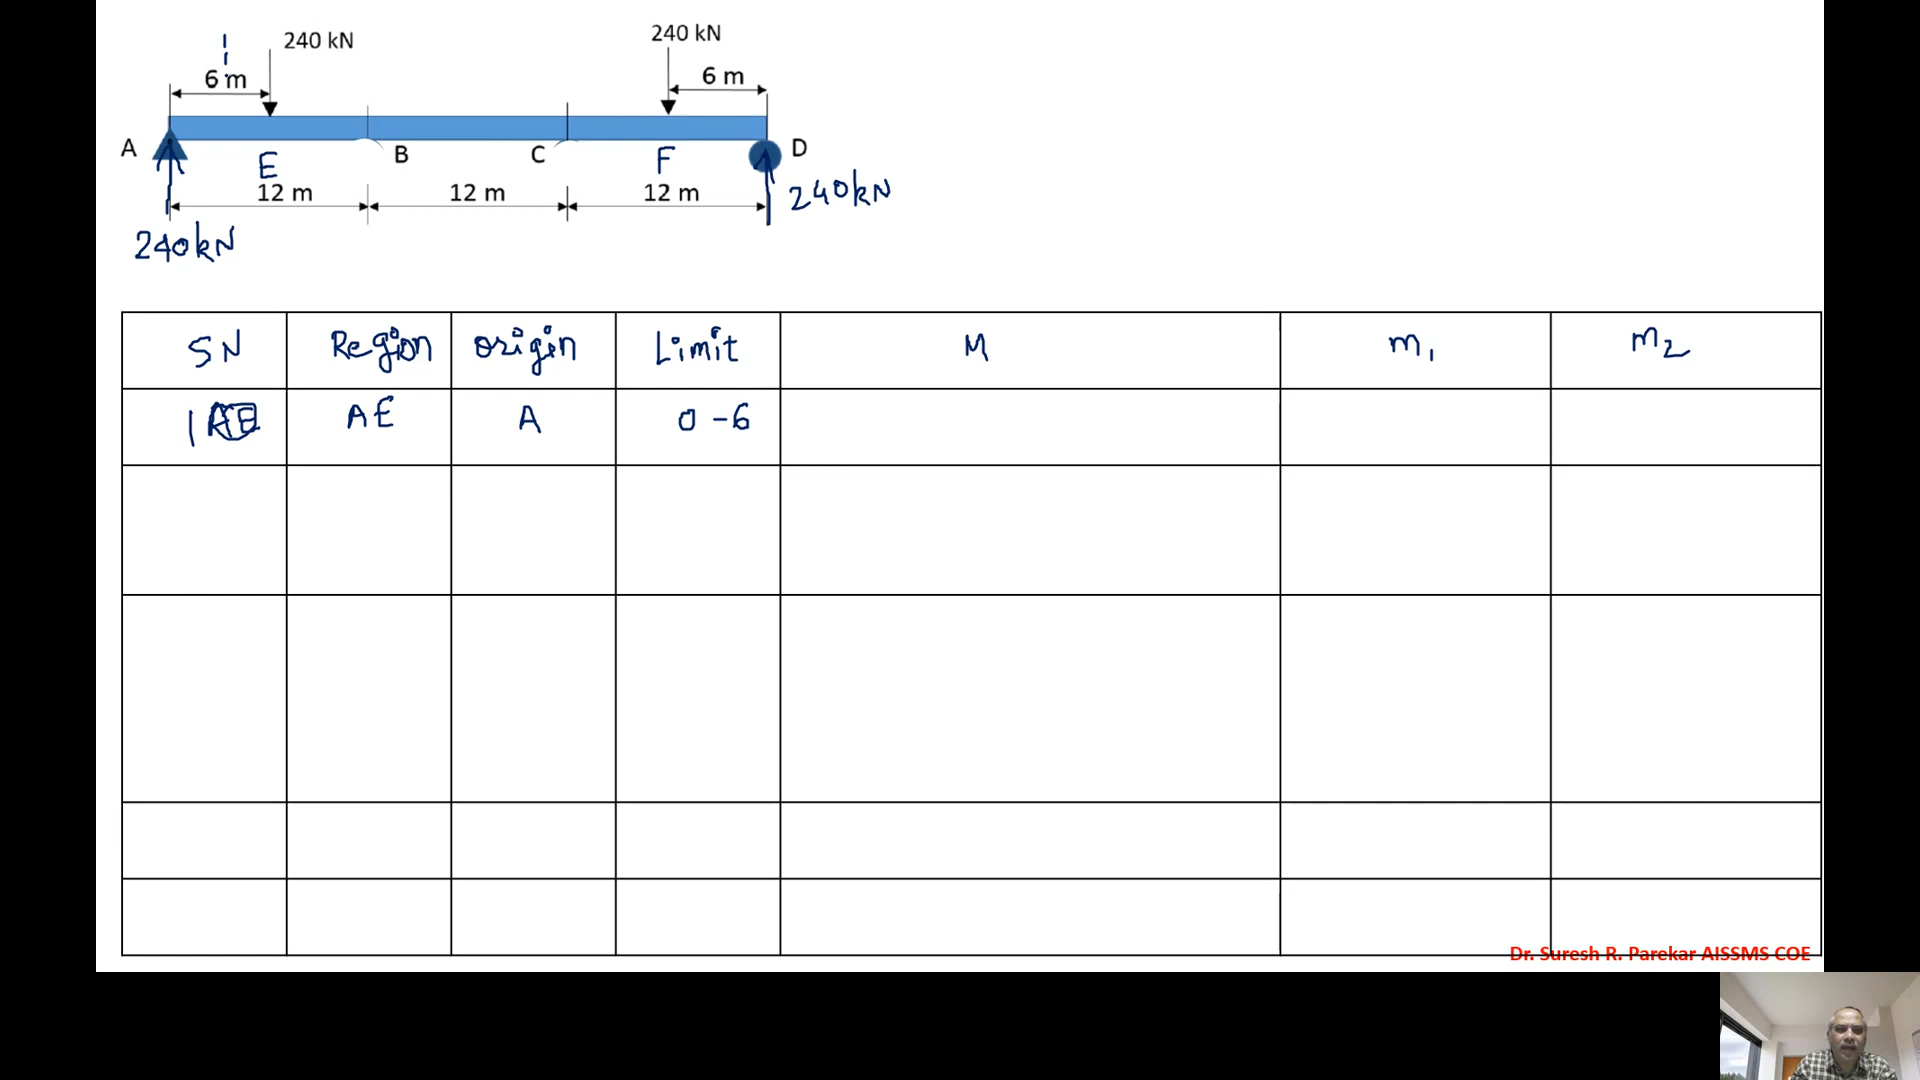 240 kN 240 kN
6 m 6 m
A B C D
E F
12 m 12 m 12 m 240kN
240kN
SN Region origin Limit M m1 m2
1 AE A 0-6
Dr. Suresh R. Parekar AISSMS COE